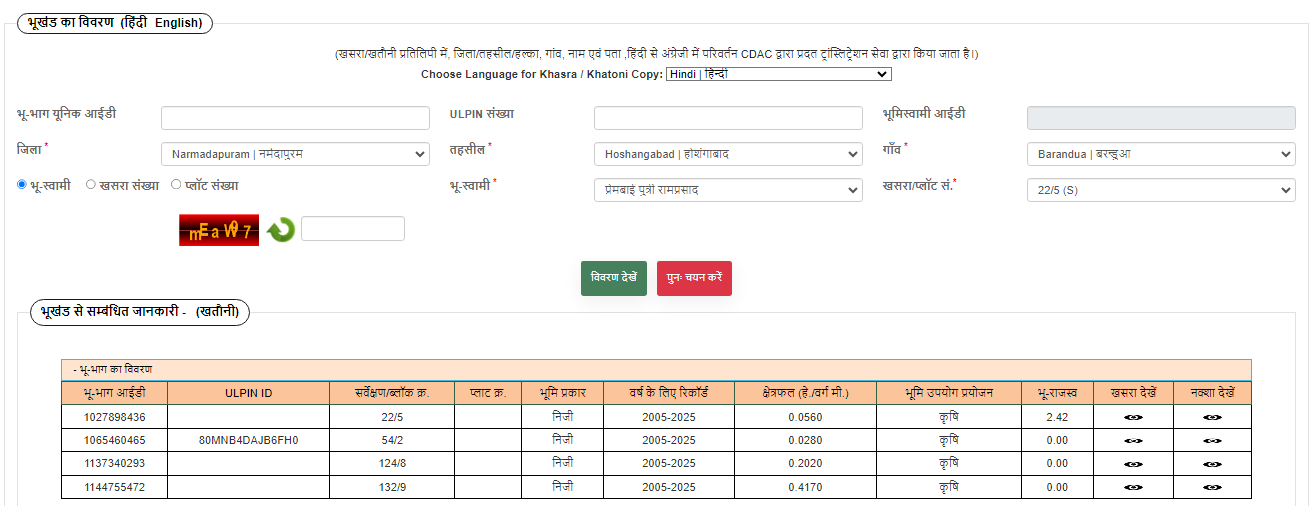 भूखंड का विवरण (हिंदी English)
(खसरा/खतौनी प्रतिलिपी में, जिला/तहसील/हल्का, गांव, नाम एवं पता ,हिंदी से अंग्रेजी में परिवर्तन CDAC द्वारा प्रदत ट्रांस्लिट्रेशन सेवा द्वारा किया जाता है।)
Choose Language for Khasra / Khatoni Copy: Hindi | हिन्दी
भू-भाग यूनिक आईडी ULPIN संख्या भूमिस्वामी आईडी
जिला * Narmadapuram | नर्मदापुरम तहसील * Hoshangabad | होशंगाबाद गाँव * Barandua | बरन्डुआ
भू-स्वामी खसरा संख्या प्लॉट संख्या भू-स्वामी * प्रेमबाई पुत्री रामप्रसाद खसरा/प्लॉट सं.* 22/5 (S)
विवरण देखें पुनः चयन करें
भूखंड से सम्बंधित जानकारी - (खतौनी)
- भू-भाग का विवरण
भू-भाग आईडी ULPIN ID सर्वेक्षण/ब्लॉक क्र. प्लाट क्र. भूमि प्रकार वर्ष के लिए रिकॉर्ड क्षेत्रफल (हे./वर्ग मी.) भूमि उपयोग प्रयोजन भू-राजस्व खसरा देखें नक्शा देखें
1027898436 22/5 निजी 2005-2025 0.0560 कृषि 2.42
1065460465 80MNB4DAJB6FH0 54/2 निजी 2005-2025 0.0280 कृषि 0.00
1137340293 124/8 निजी 2005-2025 0.2020 कृषि 0.00
1144755472 132/9 निजी 2005-2025 0.4170 कृषि 0.00